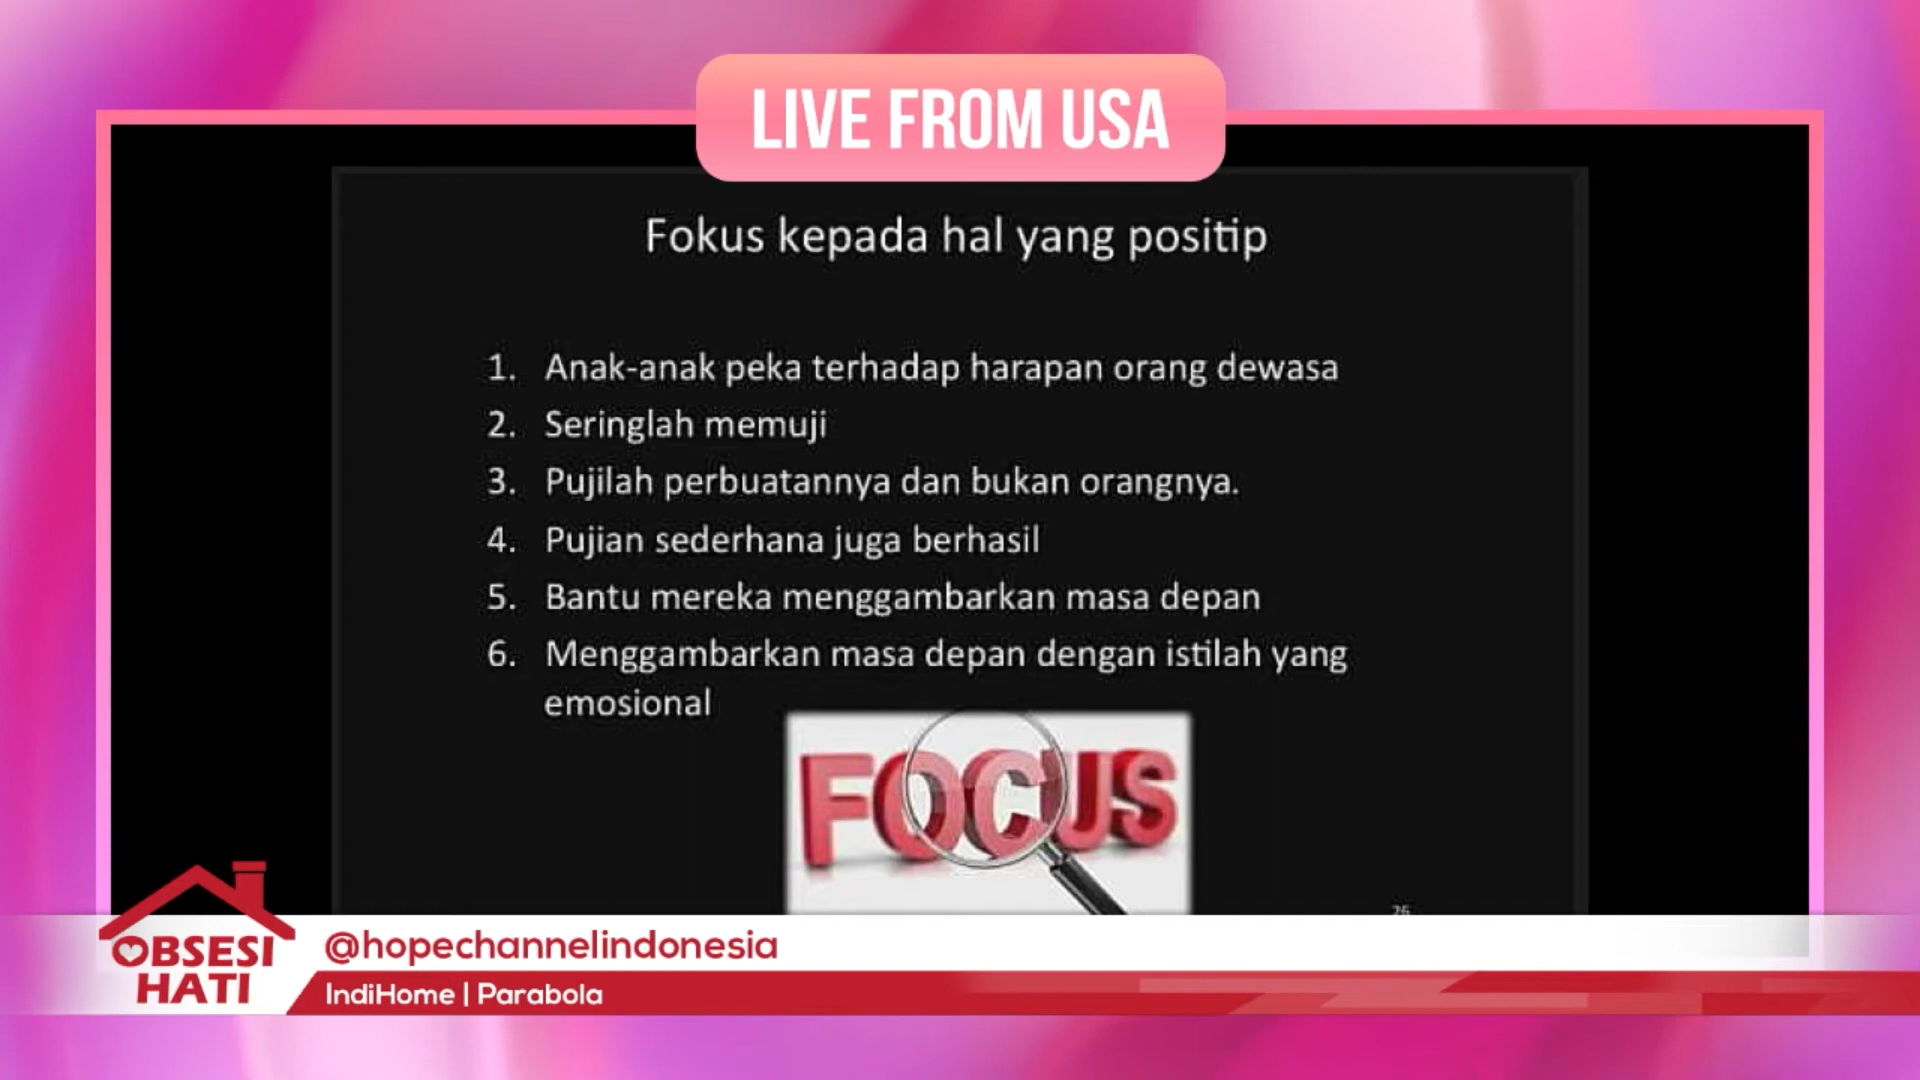 LIVE FROM USA
Fokus kepada hal yang positip
1. Anak-anak peka terhadap harapan orang dewasa
2. Seringlah memuji
3. Pujilah perbuatannya dan bukan orangnya.
4. Pujian sederhana juga berhasil
5. Bantu mereka menggambarkan masa depan
6. Menggambarkan masa depan dengan istilah yang
emosional
FOCUS
OBSESI
HATI
@hopechannelindonesia
IndiHome | Parabola